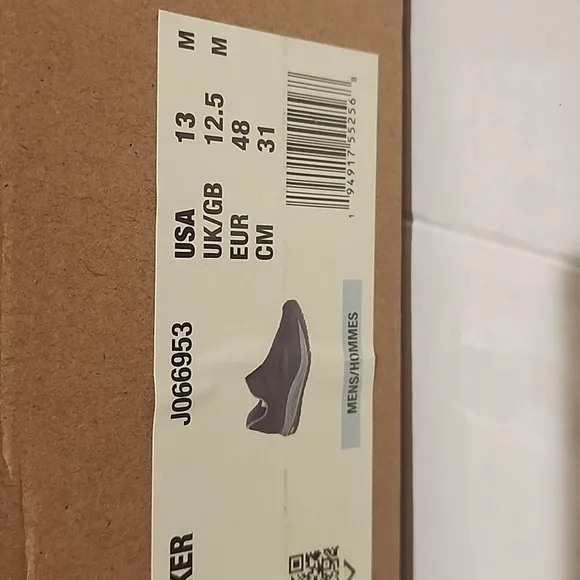 KER
J066953
USA 13 M
UK/GB 12.5 M
EUR 48
CM 31
1 94917 55256 8
MENS/HOMMES